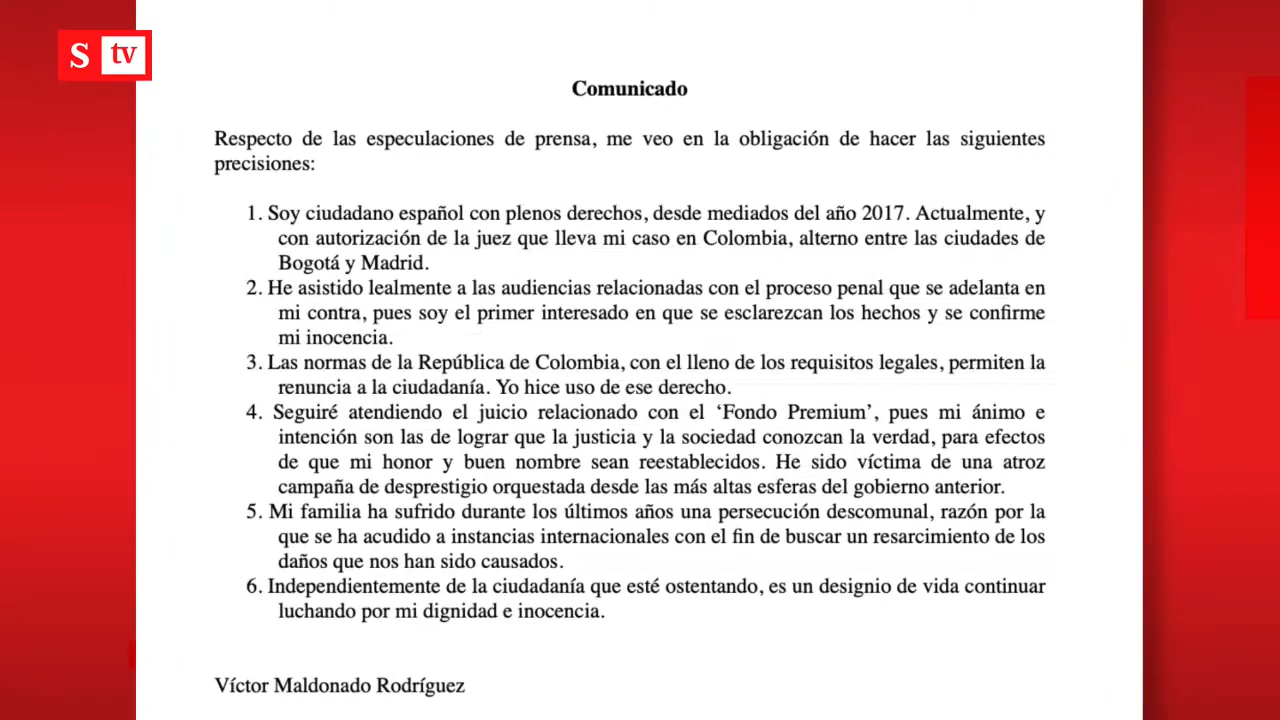 S tv
Comunicado
Respecto de las especulaciones de prensa, me veo en la obligación de hacer las siguientes
precisiones:
1. Soy ciudadano español con plenos derechos, desde mediados del año 2017. Actualmente, y
con autorización de la juez que lleva mi caso en Colombia, alterno entre las ciudades de
Bogotá y Madrid.
2. He asistido lealmente a las audiencias relacionadas con el proceso penal que se adelanta en
mi contra, pues soy el primer interesado en que se esclarezcan los hechos y se confirme
mi inocencia.
3. Las normas de la República de Colombia, con el lleno de los requisitos legales, permiten la
renuncia a la ciudadanía. Yo hice uso de ese derecho.
4. Seguiré atendiendo el juicio relacionado con el ‘Fondo Premium’, pues mi ánimo e
intención son las de lograr que la justicia y la sociedad conozcan la verdad, para efectos
de que mi honor y buen nombre sean reestablecidos. He sido víctima de una atroz
campaña de desprestigio orquestada desde las más altas esferas del gobierno anterior.
5. Mi familia ha sufrido durante los últimos años una persecución descomunal, razón por la
que se ha acudido a instancias internacionales con el fin de buscar un resarcimiento de los
daños que nos han sido causados.
6. Independientemente de la ciudadanía que esté ostentando, es un designio de vida continuar
luchando por mi dignidad e inocencia.
Víctor Maldonado Rodríguez